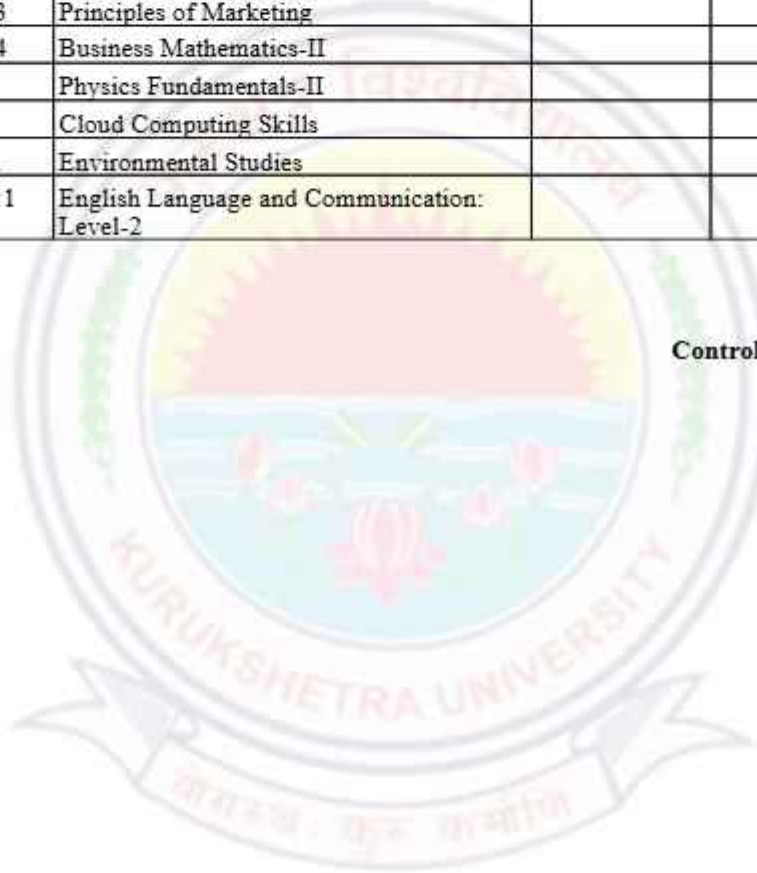 3 Principles of Marketing
4 Business Mathematics-II
Physics Fundamentals-II
Cloud Computing Skills
Environmental Studies
1 English Language and Communication:
Level-2
Control
KURUKSHETRA UNIVERSITY